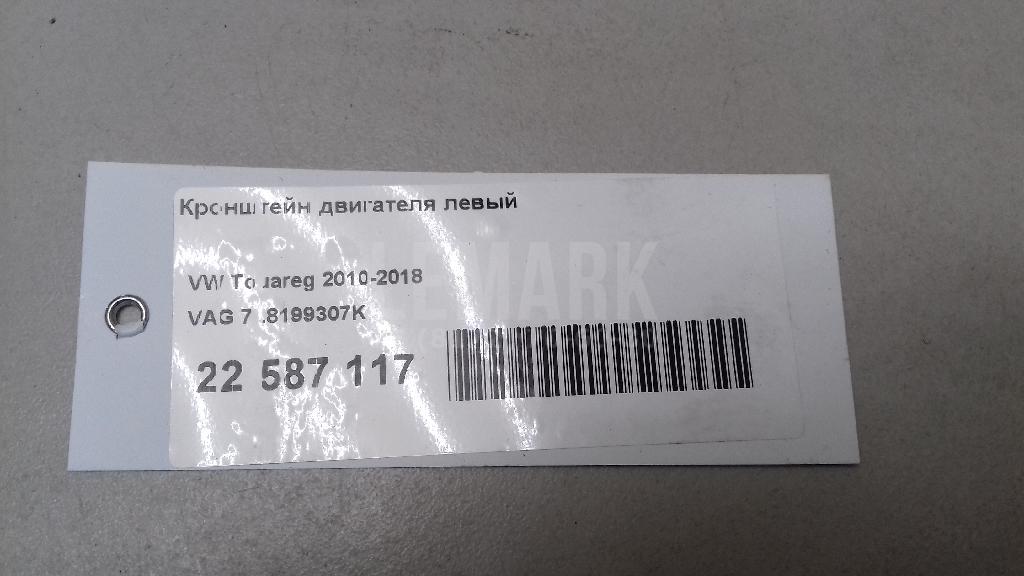 Кронштейн двигателя левый
VW Touareg 2010-2018
VAG
22 587 117